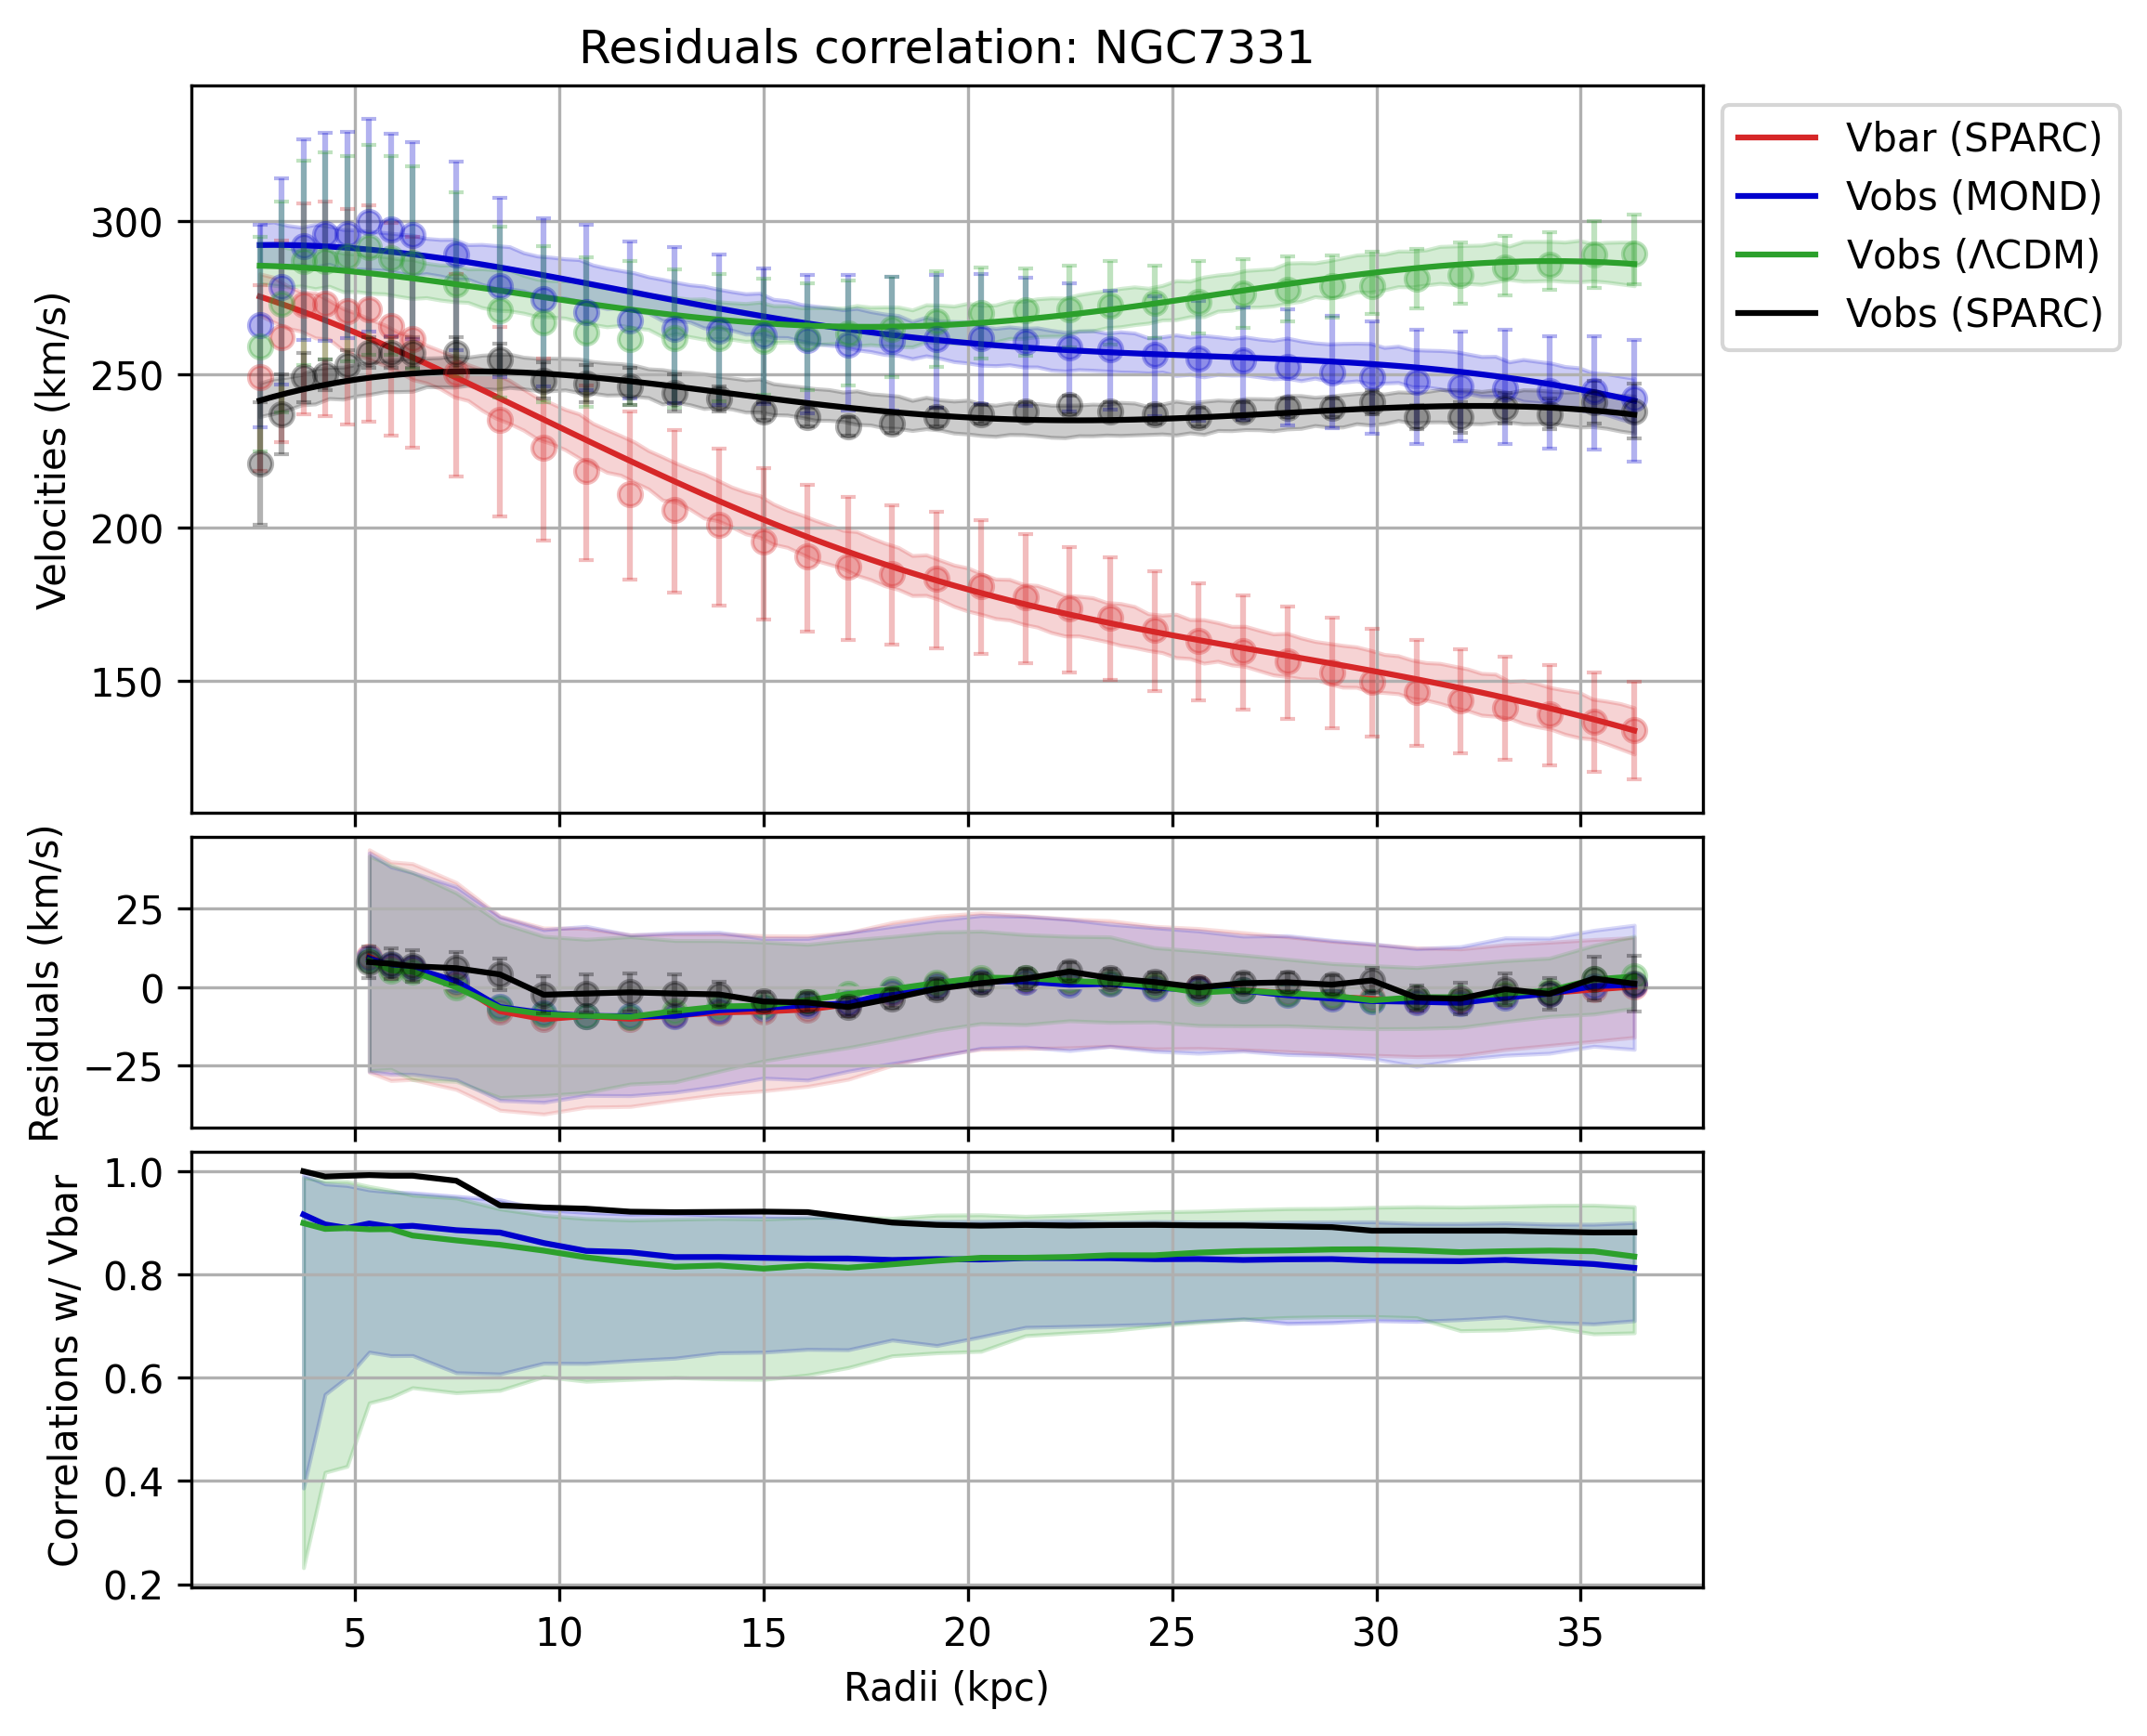 Residuals correlation: NGC7331
Velocities (km/s)
300
250
200
150
Vbar (SPARC)
Vobs (MOND)
Vobs (ΛCDM)
Vobs (SPARC)
Residuals (km/s)
25
0
−25
Correlations w/ Vbar
1.0
0.8
0.6
0.4
0.2
5 10 15 20 25 30 35
Radii (kpc)